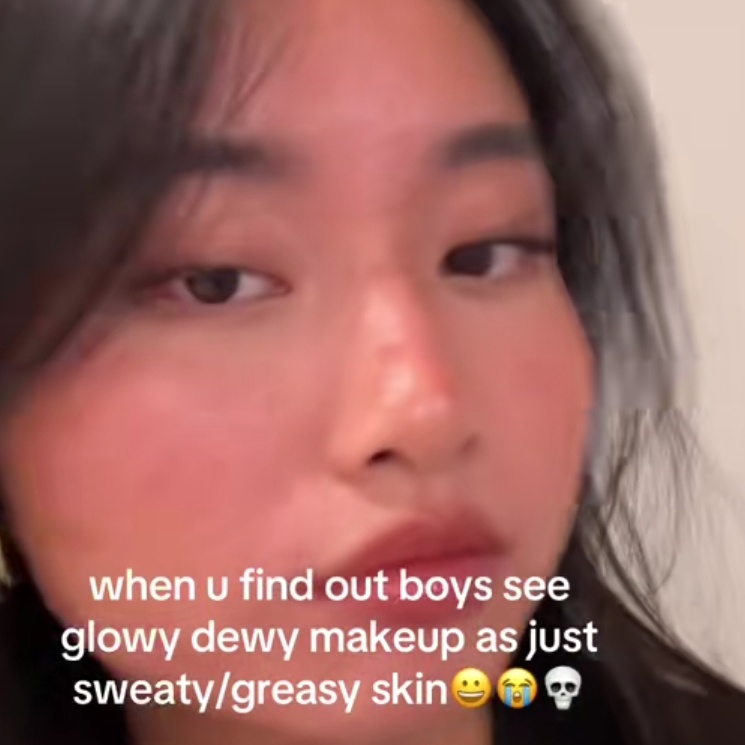 when u find out boys see
glowy dewy makeup as just
sweaty/greasy skin😀😭💀